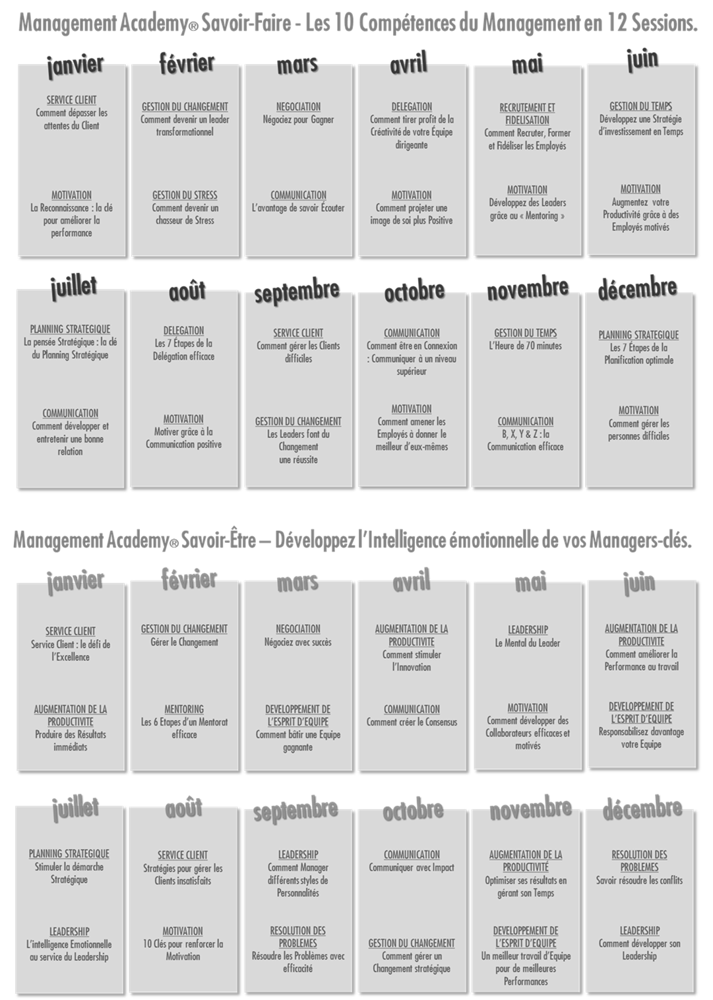 Management Academy® Savoir-Faire - Les 10 Compétences du Management en 12 Sessions.
janvier
SERVICE CLIENT
Comment dépasser les
attentes du Client
MOTIVATION
La Reconnaissance : la clé
pour améliorer la
performance
février
GESTION DU CHANGEMENT
Comment devenir un leader
transformationnel
GESTION DU STRESS
Comment devenir un
chasseur de Stress
mars
NEGOCIATION
Négociez pour Gagner
COMMUNICATION
L'avantage de savoir Écouter
avril
DELEGATION
Comment tirer profit de la
Créativité de votre Équipe
dirigeante
MOTIVATION
Comment projeter une
image de soi plus Positive
mai
RECRUTEMENT ET
FIDELISATION
Comment Recruter, Former
et Fidéliser les Employés
MOTIVATION
Développez des Leaders
grâce au « Mentoring »
juin
GESTION DU TEMPS
Développez une Stratégie
d'investissement en Temps
MOTIVATION
Augmentez votre
Productivité grâce à des
Employés motivés
juillet
PLANNING STRATEGIQUE
La pensée Stratégique : la clé
du Planning Stratégique
COMMUNICATION
Comment développer et
entretenir une bonne
relation
août
DELEGATION
Les 7 Étapes de la
Délégation efficace
MOTIVATION
Motiver grâce à la
Communication positive
septembre
SERVICE CLIENT
Comment gérer les Clients
difficiles
GESTION DU CHANGEMENT
Les Leaders font du
Changement
une réussite
octobre
COMMUNICATION
Comment être en Connexion
: Communiquer à un niveau
supérieur
MOTIVATION
Comment amener les
Employés à donner le
meilleur d'eux-mêmes
novembre
GESTION DU TEMPS
L'Heure de 70 minutes
COMMUNICATION
B, X, Y & Z : la
Communication efficace
décembre
PLANNING STRATEGIQUE
Les 7 Étapes de la
Planification optimale
MOTIVATION
Comment gérer les
personnes difficiles
Management Academy® Savoir-Être – Développez l'Intelligence émotionnelle de vos Managers-clés.
janvier
SERVICE CLIENT
Service Client : le défi de
l'Excellence
AUGMENTATION DE LA
PRODUCTIVITE
Produire des Résultats
immédiats
février
GESTION DU CHANGEMENT
Gérer le Changement
MENTORING
Les 6 Etapes d'un Mentorat
efficace
mars
NEGOCIATION
Négociez avec succès
DEVELOPPEMENT DE
L'ESPRIT D'EQUIPE
Comment bâtir une Equipe
gagnante
avril
AUGMENTATION DE LA
PRODUCTIVITE
Comment stimuler
l'Innovation
COMMUNICATION
Comment créer le Consensus
mai
LEADERSHIP
Le Mental du Leader
MOTIVATION
Comment développer des
Collaborateurs efficaces et
motivés
juin
AUGMENTATION DE LA
PRODUCTIVITE
Comment améliorer la
Performance au travail
DEVELOPPEMENT DE
L'ESPRIT D'EQUIPE
Responsabilisez davantage
votre Equipe
juillet
PLANNING STRATEGIQUE
Stimuler la démarche
Stratégique
LEADERSHIP
L'intelligence Emotionnelle
au service du Leadership
août
SERVICE CLIENT
Stratégies pour gérer les
Clients insatisfaits
MOTIVATION
10 Clés pour renforcer la
Motivation
septembre
LEADERSHIP
Comment Manager
différents styles de
Personnalités
RESOLUTION DES
PROBLEMES
Résoudre les Problèmes avec
efficacité
octobre
COMMUNICATION
Communiquer avec Impact
GESTION DU CHANGEMENT
Comment gérer un
Changement stratégique
novembre
AUGMENTATION DE LA
PRODUCTIVITÉ
Optimiser ses résultats en
gérant son Temps
DEVELOPPEMENT DE
L'ESPRIT D'EQUIPE
Un meilleur travail d'Equipe
pour de meilleures
Performances
décembre
RESOLUTION DES
PROBLEMES
Savoir résoudre les conflits
LEADERSHIP
Comment développer son
Leadership